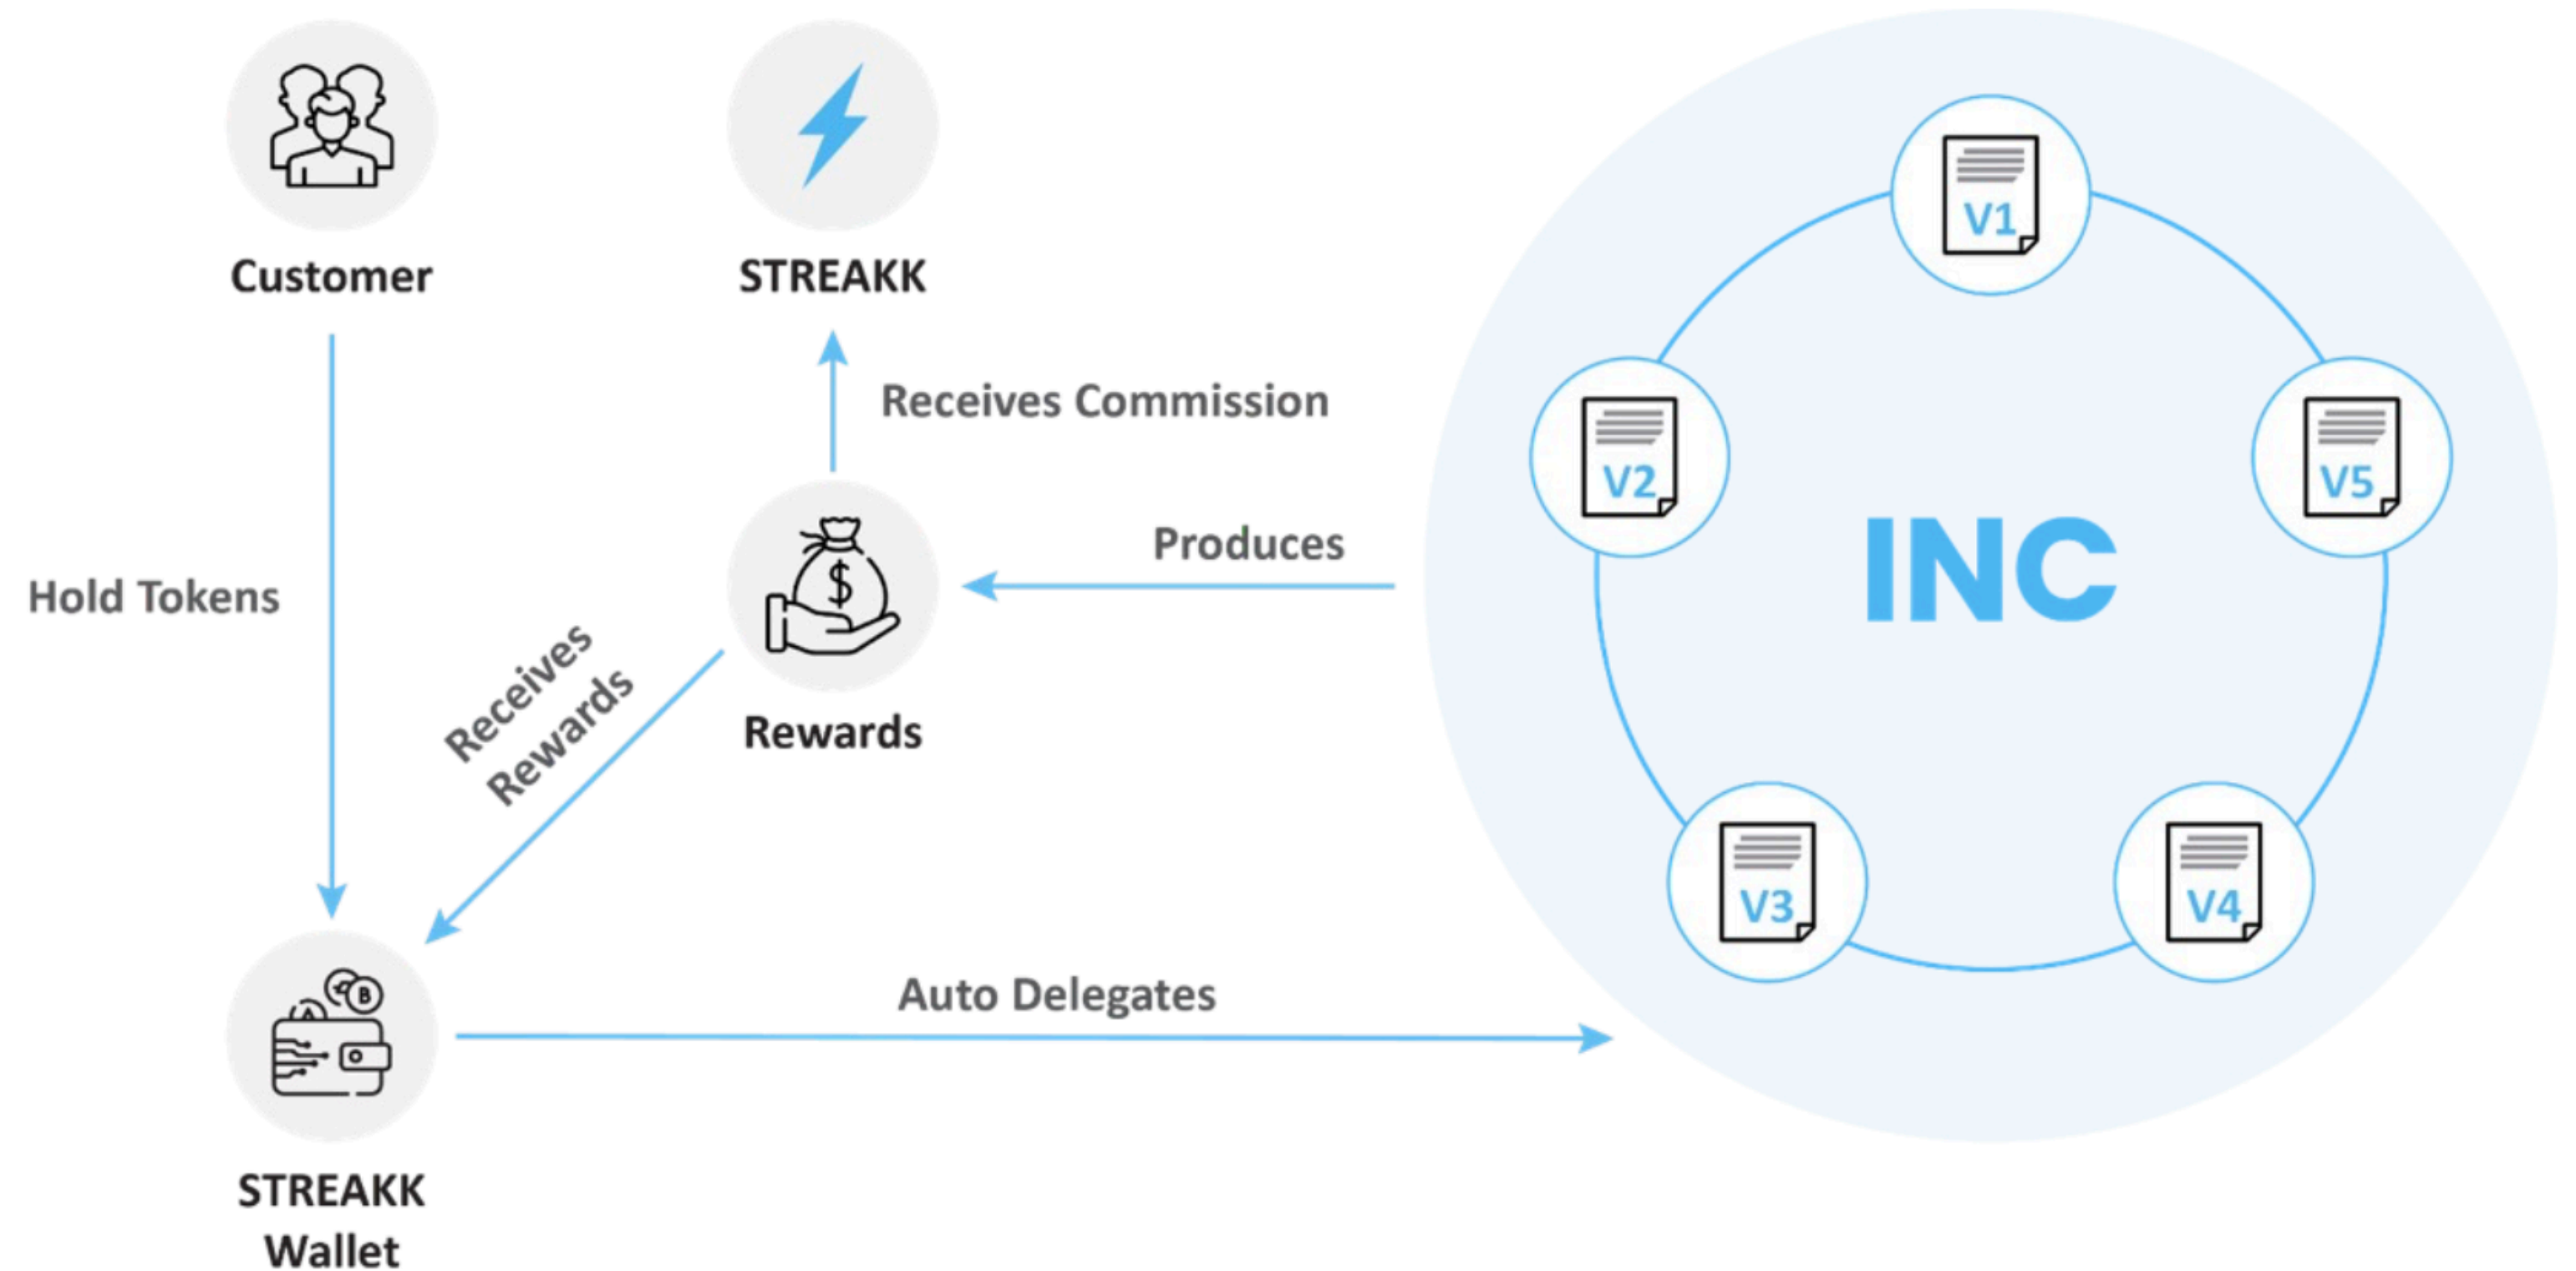 Customer
STREAKK
Receives Commission
Hold Tokens
Receives
Rewards
Produces
$
Rewards
B
Auto Delegates
STREAKK
Wallet
INC
V1
V2
V3
V4
V5